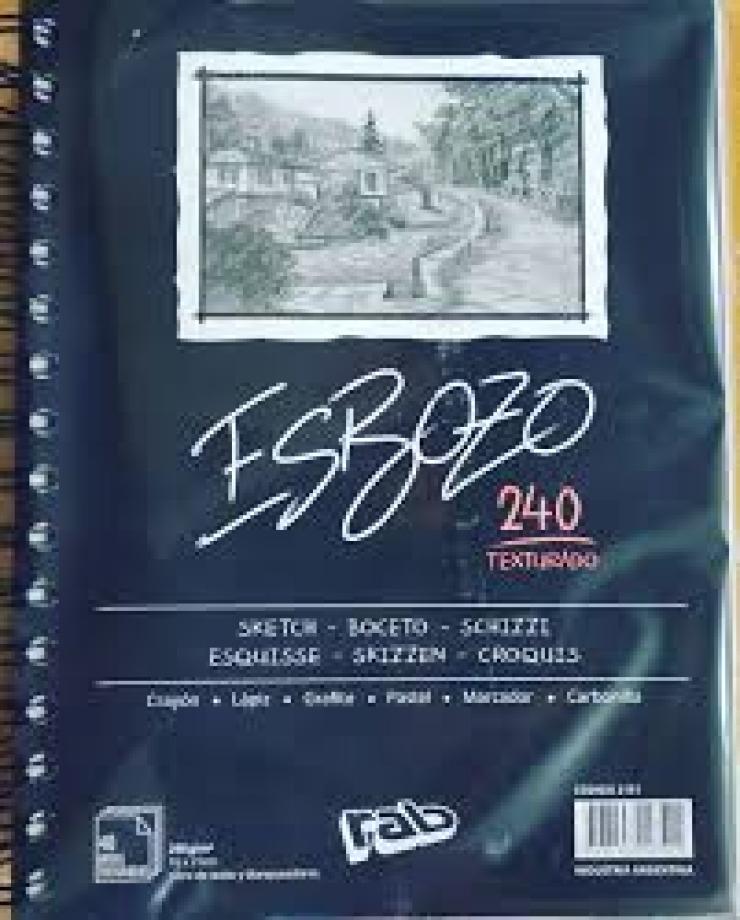 ESBOZO
240
TEXTURADO
SKETCH - BOCETO - SCHIZZI
ESQUISSE - SKIZZEN - CROQUIS
Crayón • Lápiz • Grafito • Pastel • Marcador • Carbonilla
rab
INDUSTRIA ARGENTINA